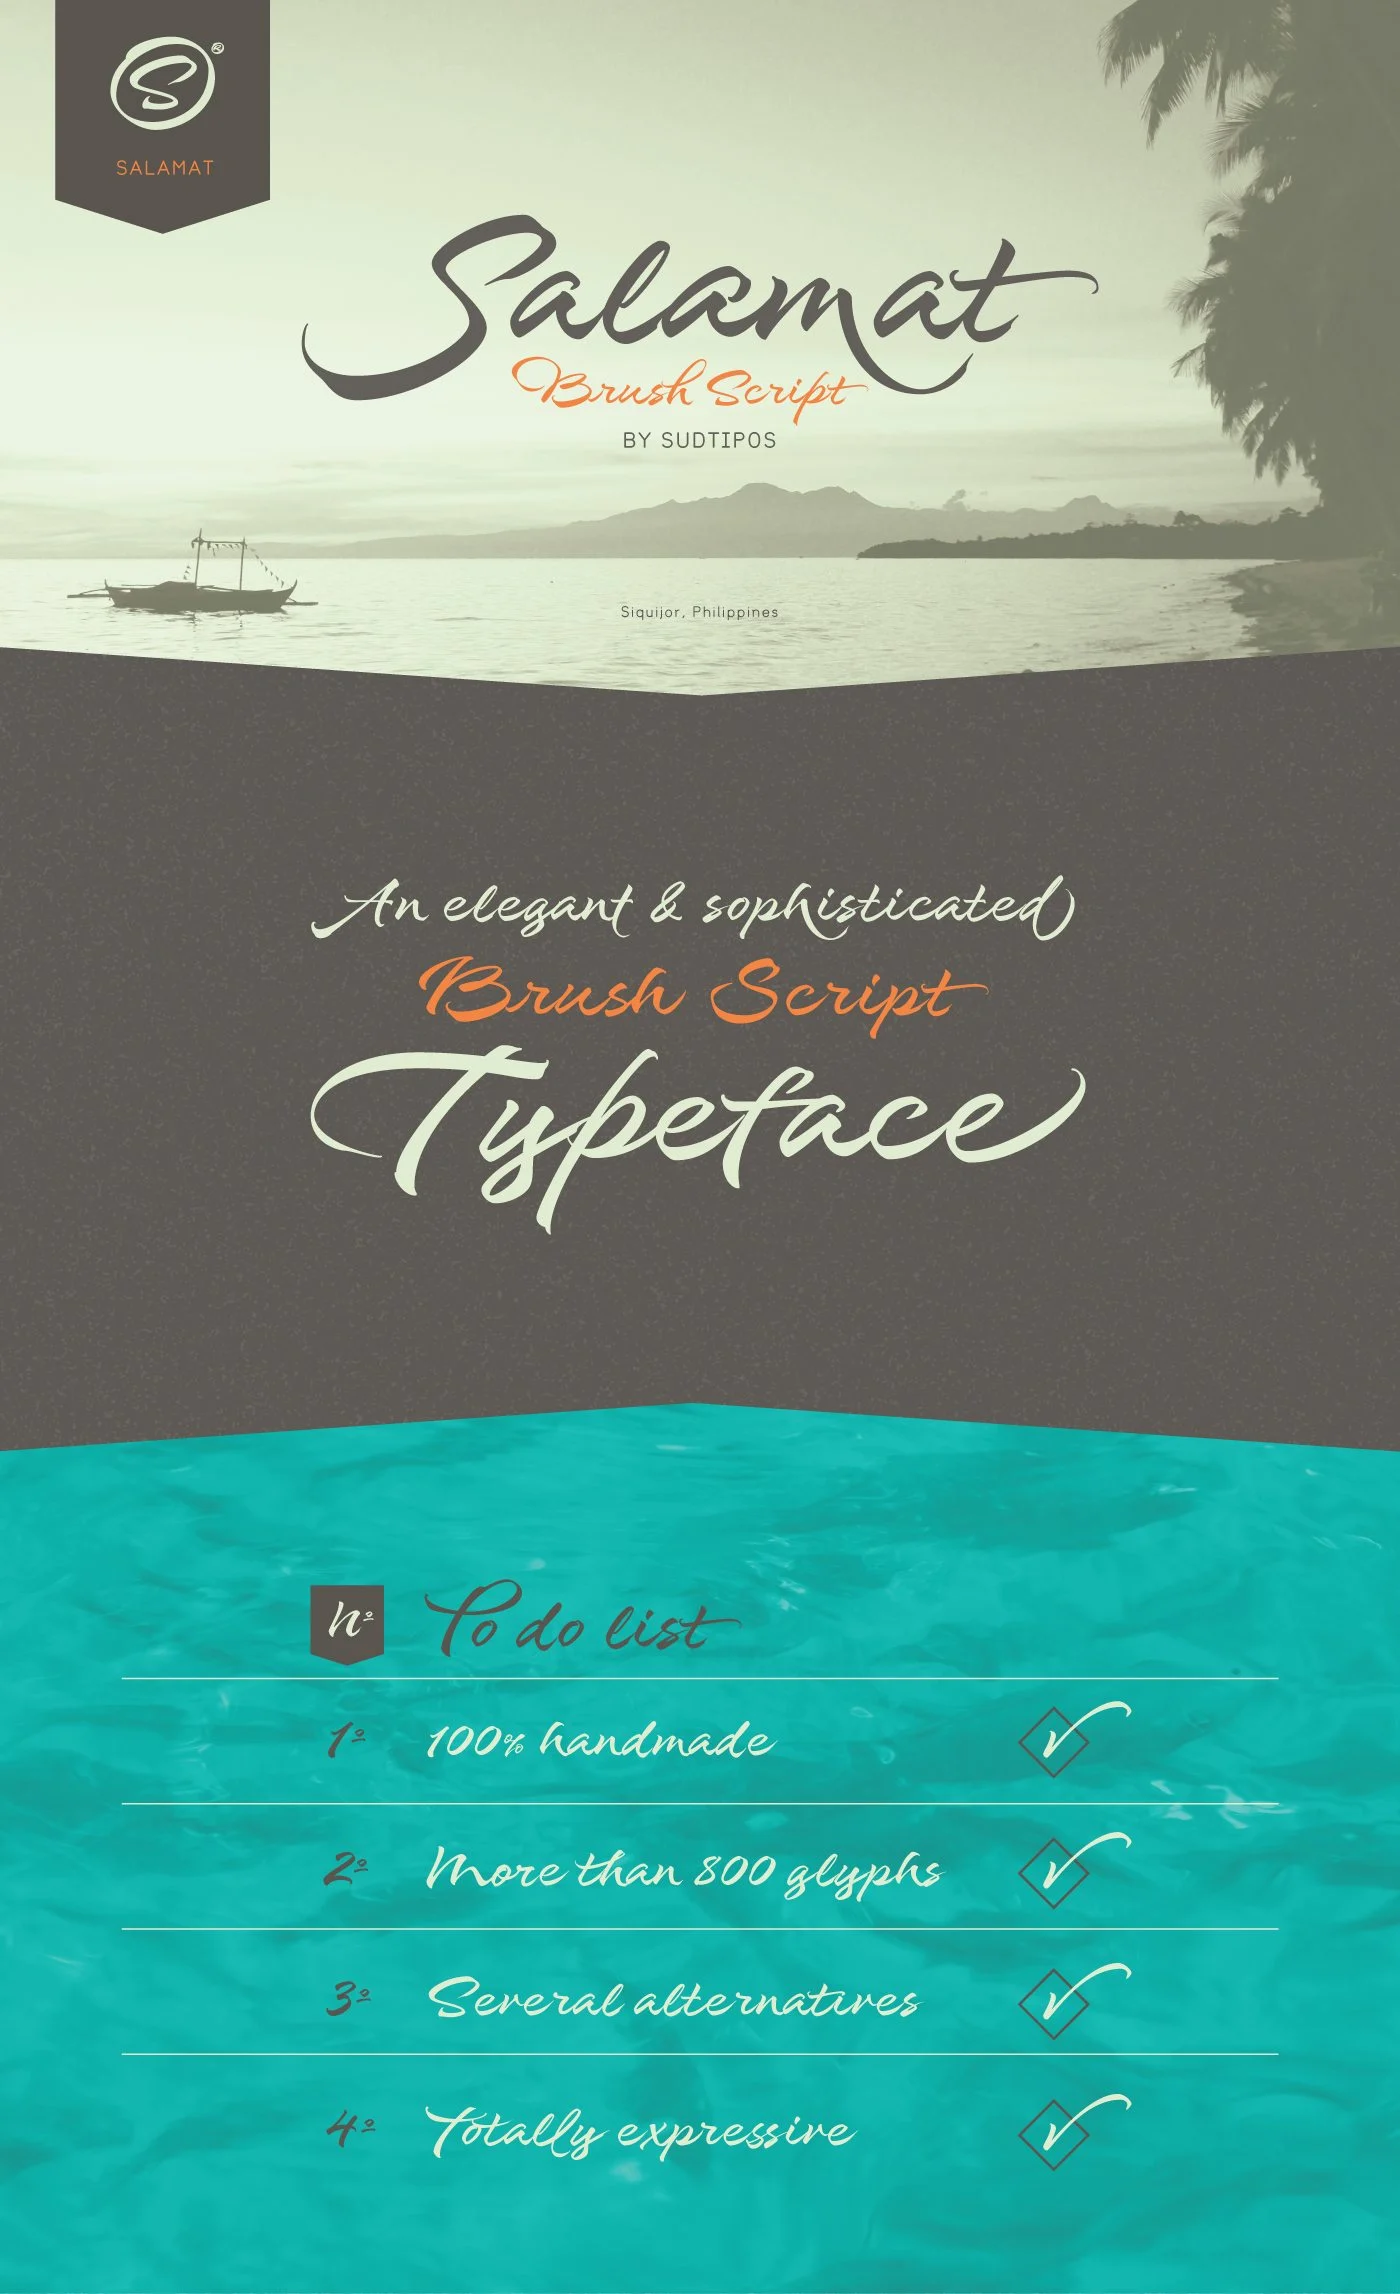 S®
SALAMAT
Salamat
Brush Script
BY SUDTIPOS
Siquijor, Philippines
An elegant & sophisticated
Brush Script
Typeface
nº To do list
1º 100% handmade
2º More than 800 glyphs
3º Several alternatives
4º Totally expressive